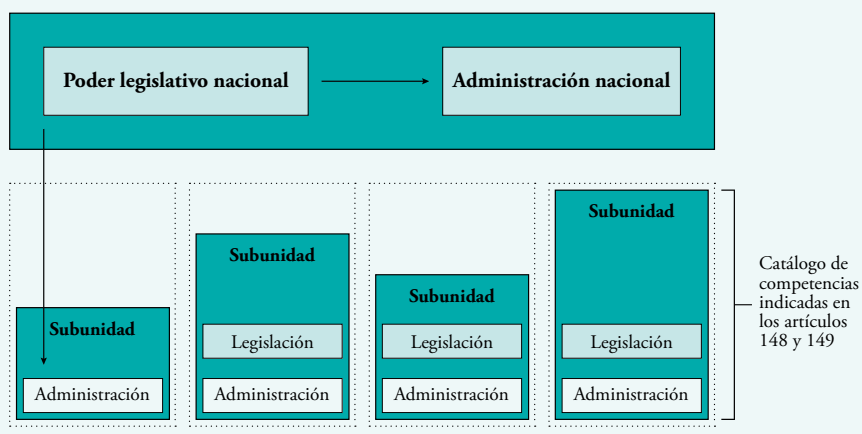 Poder legislativo nacional
Administración nacional
Subunidad
Administración
Subunidad
Legislación
Administración
Subunidad
Legislación
Administración
Subunidad
Legislación
Administración
Catálogo de
competencias
indicadas en
los artículos
148 y 149